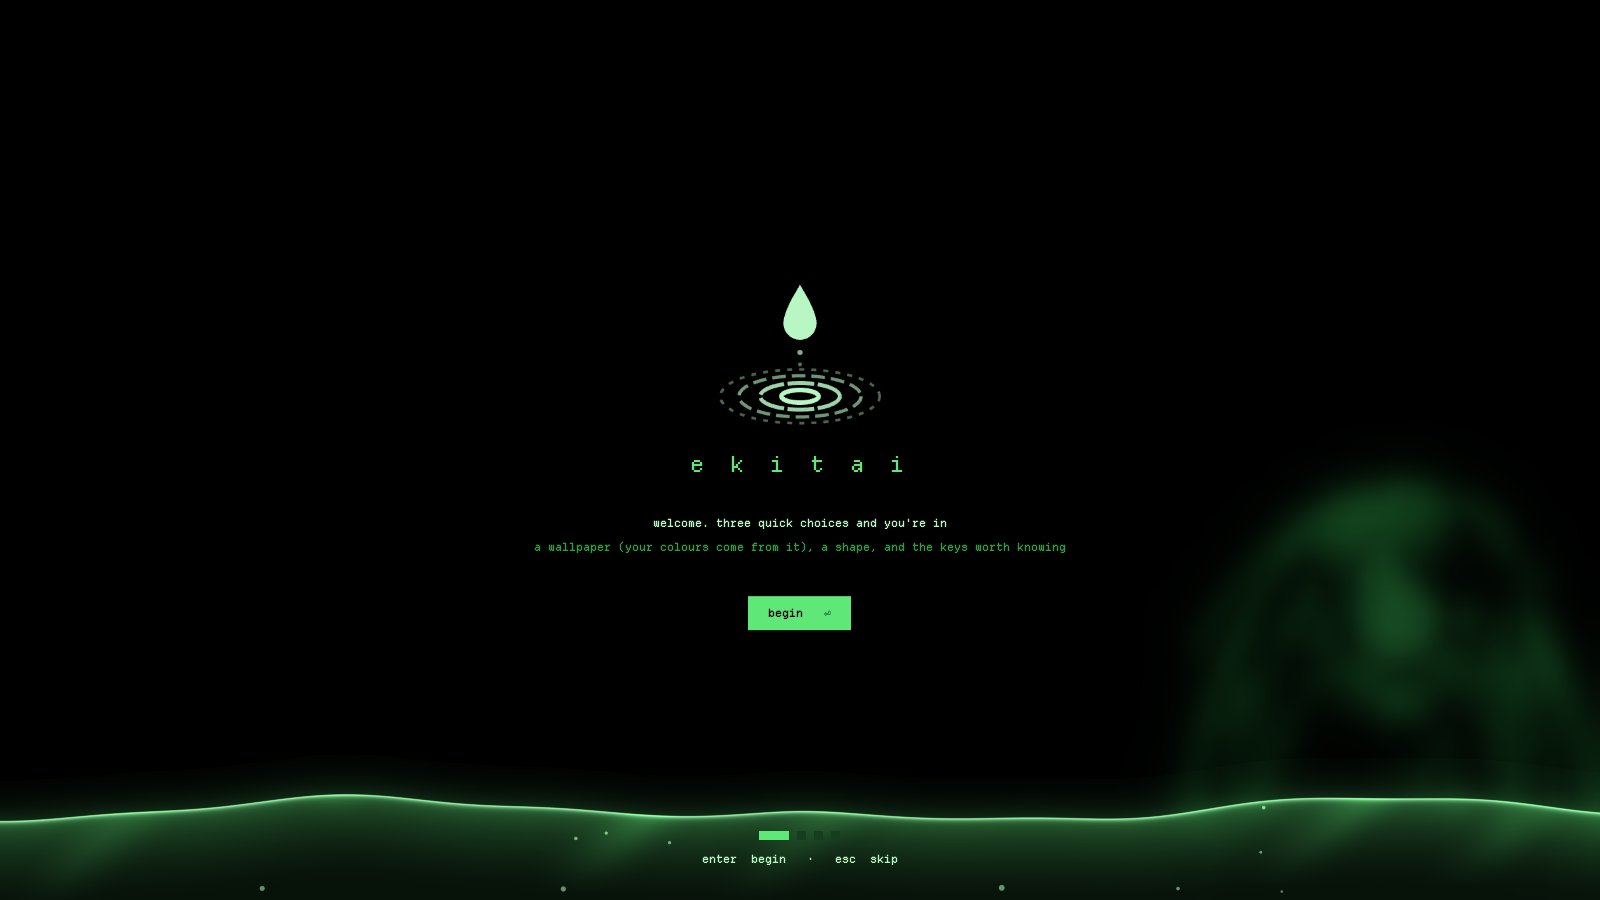 e k i t a i
welcome. three quick choices and you're in
a wallpaper (your colours come from it), a shape, and the keys worth knowing
begin ⏎
enter begin · esc skip